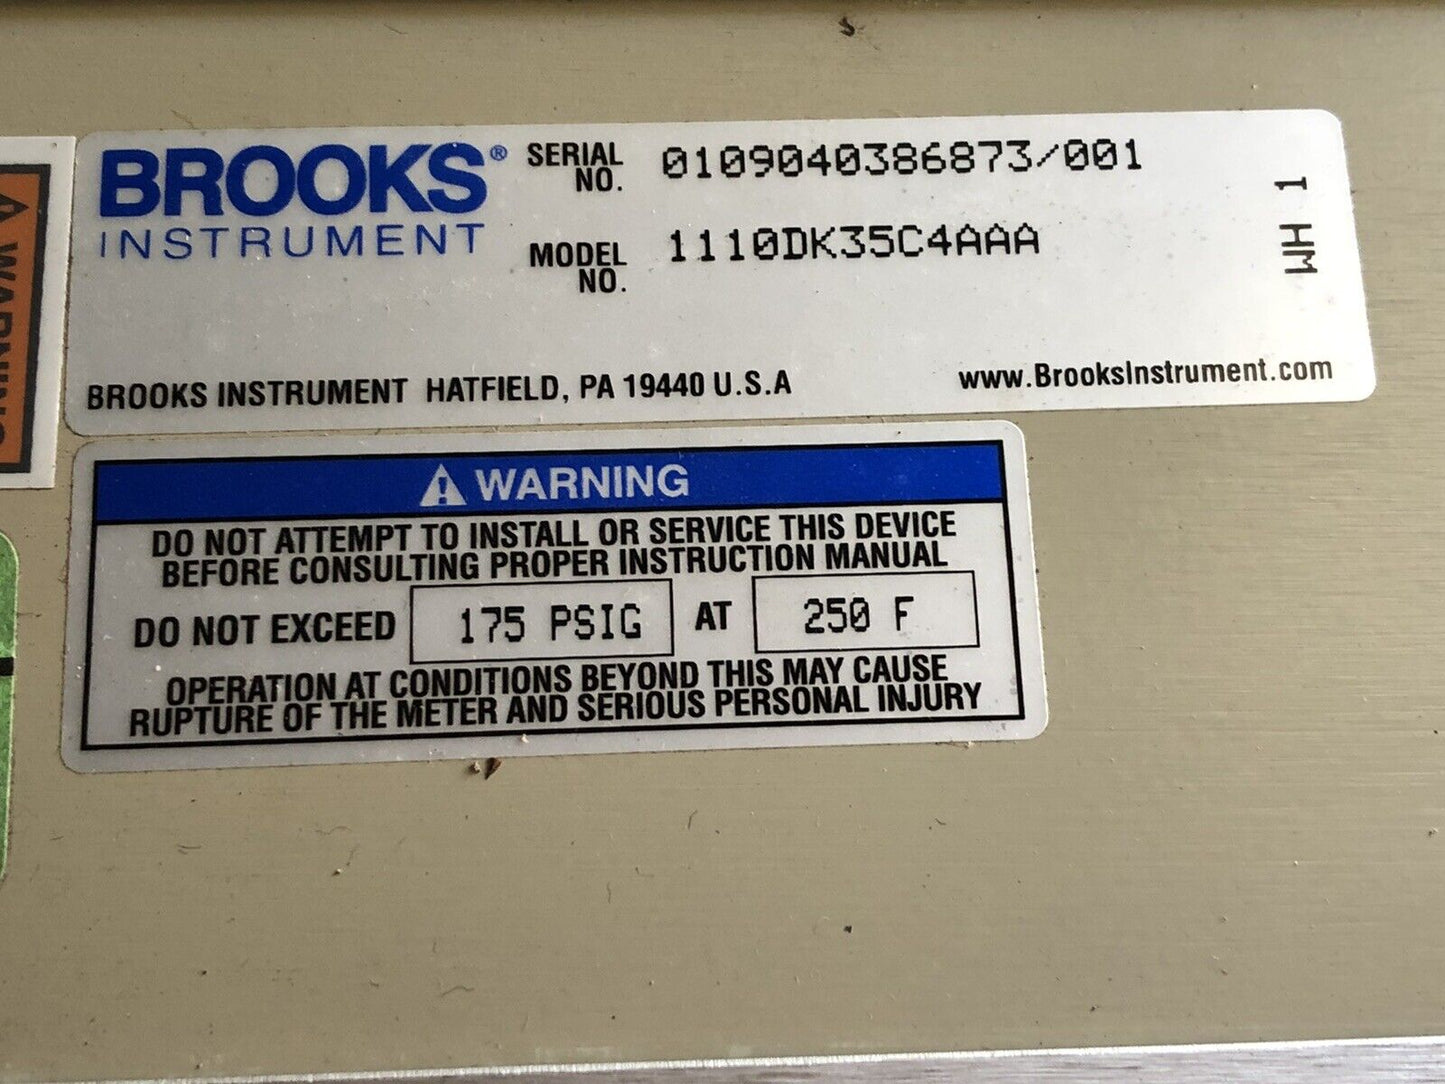 BROOKS®
INSTRUMENT
SERIAL NO. 0109040386873/001
MODEL NO. 1110DK35C4AAA
1 HM
BROOKS INSTRUMENT HATFIELD, PA 19440 U.S.A
www.BrooksInstrument.com
WARNING
WARNING
DO NOT ATTEMPT TO INSTALL OR SERVICE THIS DEVICE
BEFORE CONSULTING PROPER INSTRUCTION MANUAL
DO NOT EXCEED 175 PSIG AT 250 F
OPERATION AT CONDITIONS BEYOND THIS MAY CAUSE
RUPTURE OF THE METER AND SERIOUS PERSONAL INJURY